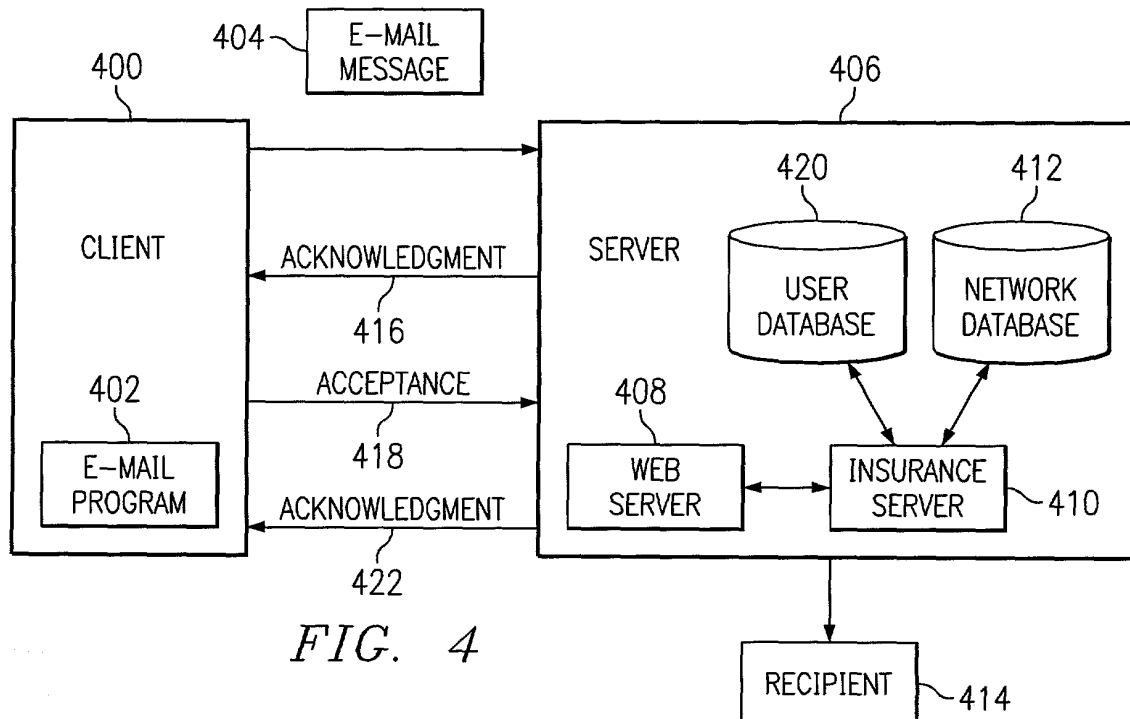 404
E-MAIL
MESSAGE
400
406
420
412
CLIENT
SERVER
USER
DATABASE
NETWORK
DATABASE
ACKNOWLEDGMENT
416
ACCEPTANCE
418
402
E-MAIL
PROGRAM
408
WEB
SERVER
INSURANCE
SERVER
410
ACKNOWLEDGMENT
422
FIG. 4
RECIPIENT
414